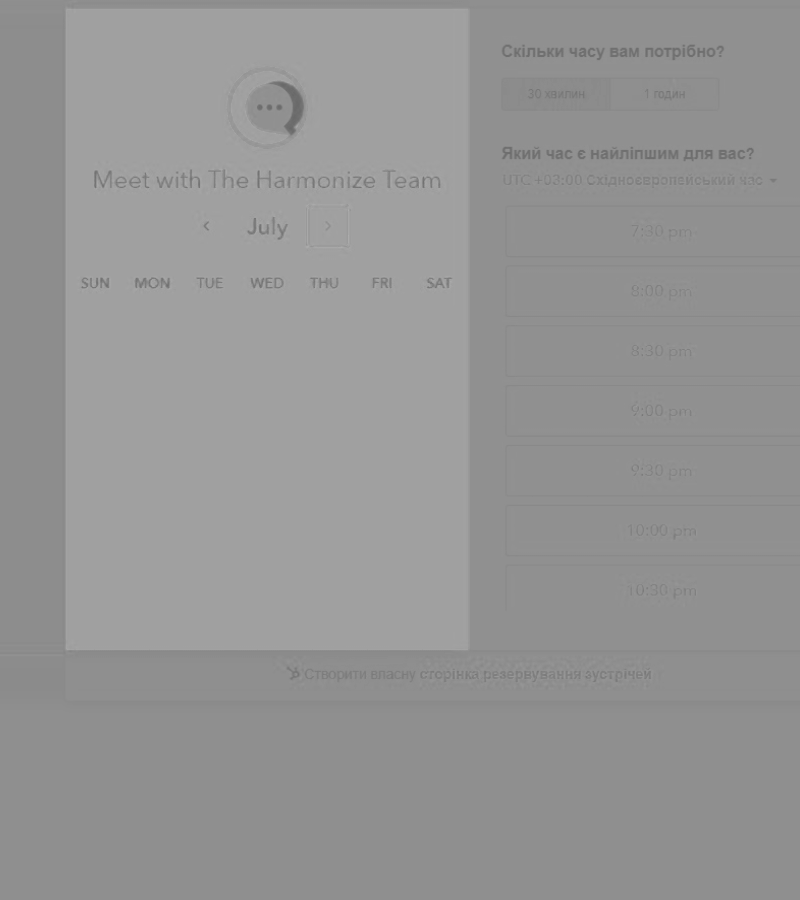 Meet with The Harmonize Team
July
SUN MON TUE WED THU FRI SAT
Скільки часу вам потрібно?
30 хвилин 1 годин
Який час є найліпшим для вас?
UTC +03:00 Східноєвропейський час
7:30 pm
8:00 pm
8:30 pm
9:00 pm
9:30 pm
10:00 pm
10:30 pm
Створити власну сторінка резервування зустрічей